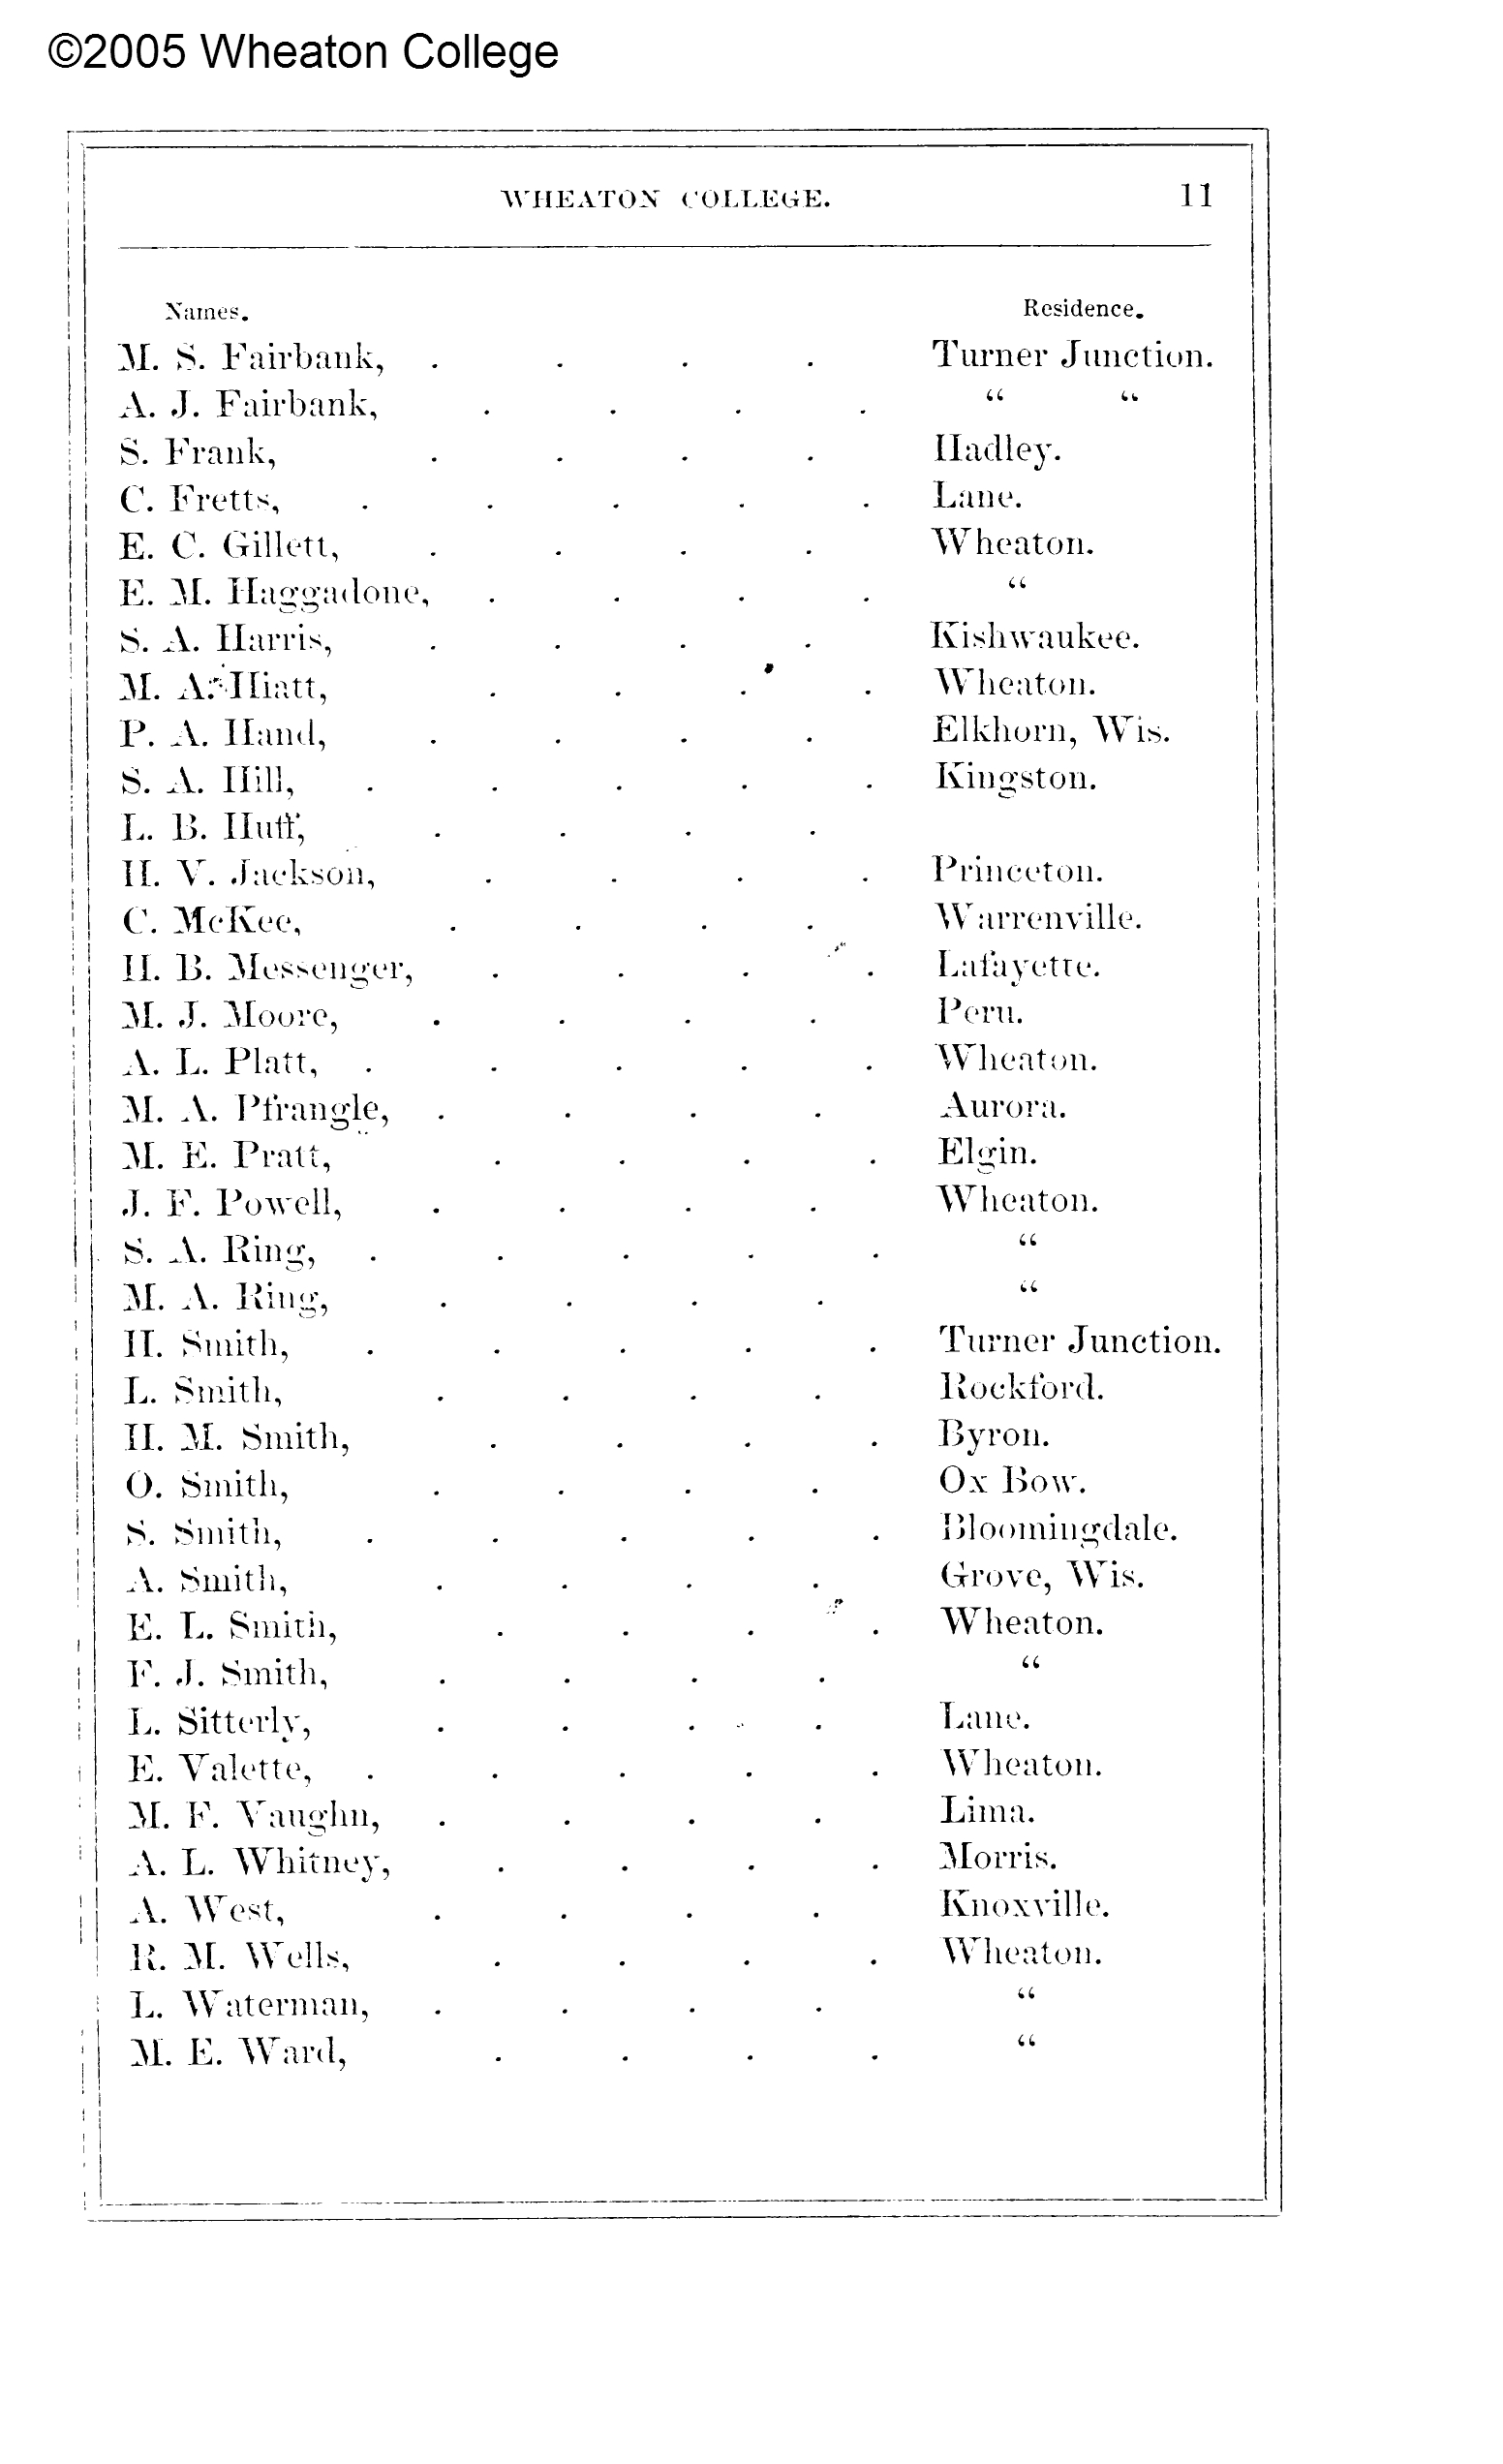 ©2005 Wheaton College
WHEATON COLLEGE. 11
Names. Residence.
M. S. Fairbank, . . . . Turner Junction.
A. J. Fairbank, . . . . “ “
S. Frank, . . . . Hadley.
C. Fretts, . . . . . Lane.
E. C. Gillett, . . . . Wheaton.
E. M. Haggadone, . . . . “
S. A. Harris, . . . . Kishwaukee.
M. A. Hiatt, . . . . Wheaton.
P. A. Hand, . . . . Elkhorn, Wis.
S. A. Hill, . . . . . Kingston.
L. B. Huff, . . . .
H. V. Jackson, . . . . Princeton.
C. McKee, . . . . Warrenville.
H. B. Messenger, . . . . Lafayette.
M. J. Moore, . . . . Peru.
A. L. Platt, . . . . . Wheaton.
M. A. Pfrangle, . . . . Aurora.
M. E. Pratt, . . . . Elgin.
J. F. Powell, . . . . Wheaton.
S. A. Ring, . . . . . “
M. A. Ring, . . . . “
H. Smith, . . . . . Turner Junction.
L. Smith, . . . . Rockford.
H. M. Smith, . . . . Byron.
O. Smith, . . . . Ox Bow.
S. Smith, . . . . . Bloomingdale.
A. Smith, . . . . Grove, Wis.
E. L. Smith, . . . . Wheaton.
F. J. Smith, . . . . “
L. Sitterly, . . . . Lane.
E. Valette, . . . . . Wheaton.
M. F. Vaughn, . . . . Lima.
A. L. Whitney, . . . . Morris.
A. West, . . . . Knoxville.
R. M. Wells, . . . . Wheaton.
L. Waterman, . . . . “
M. E. Ward, . . . . “